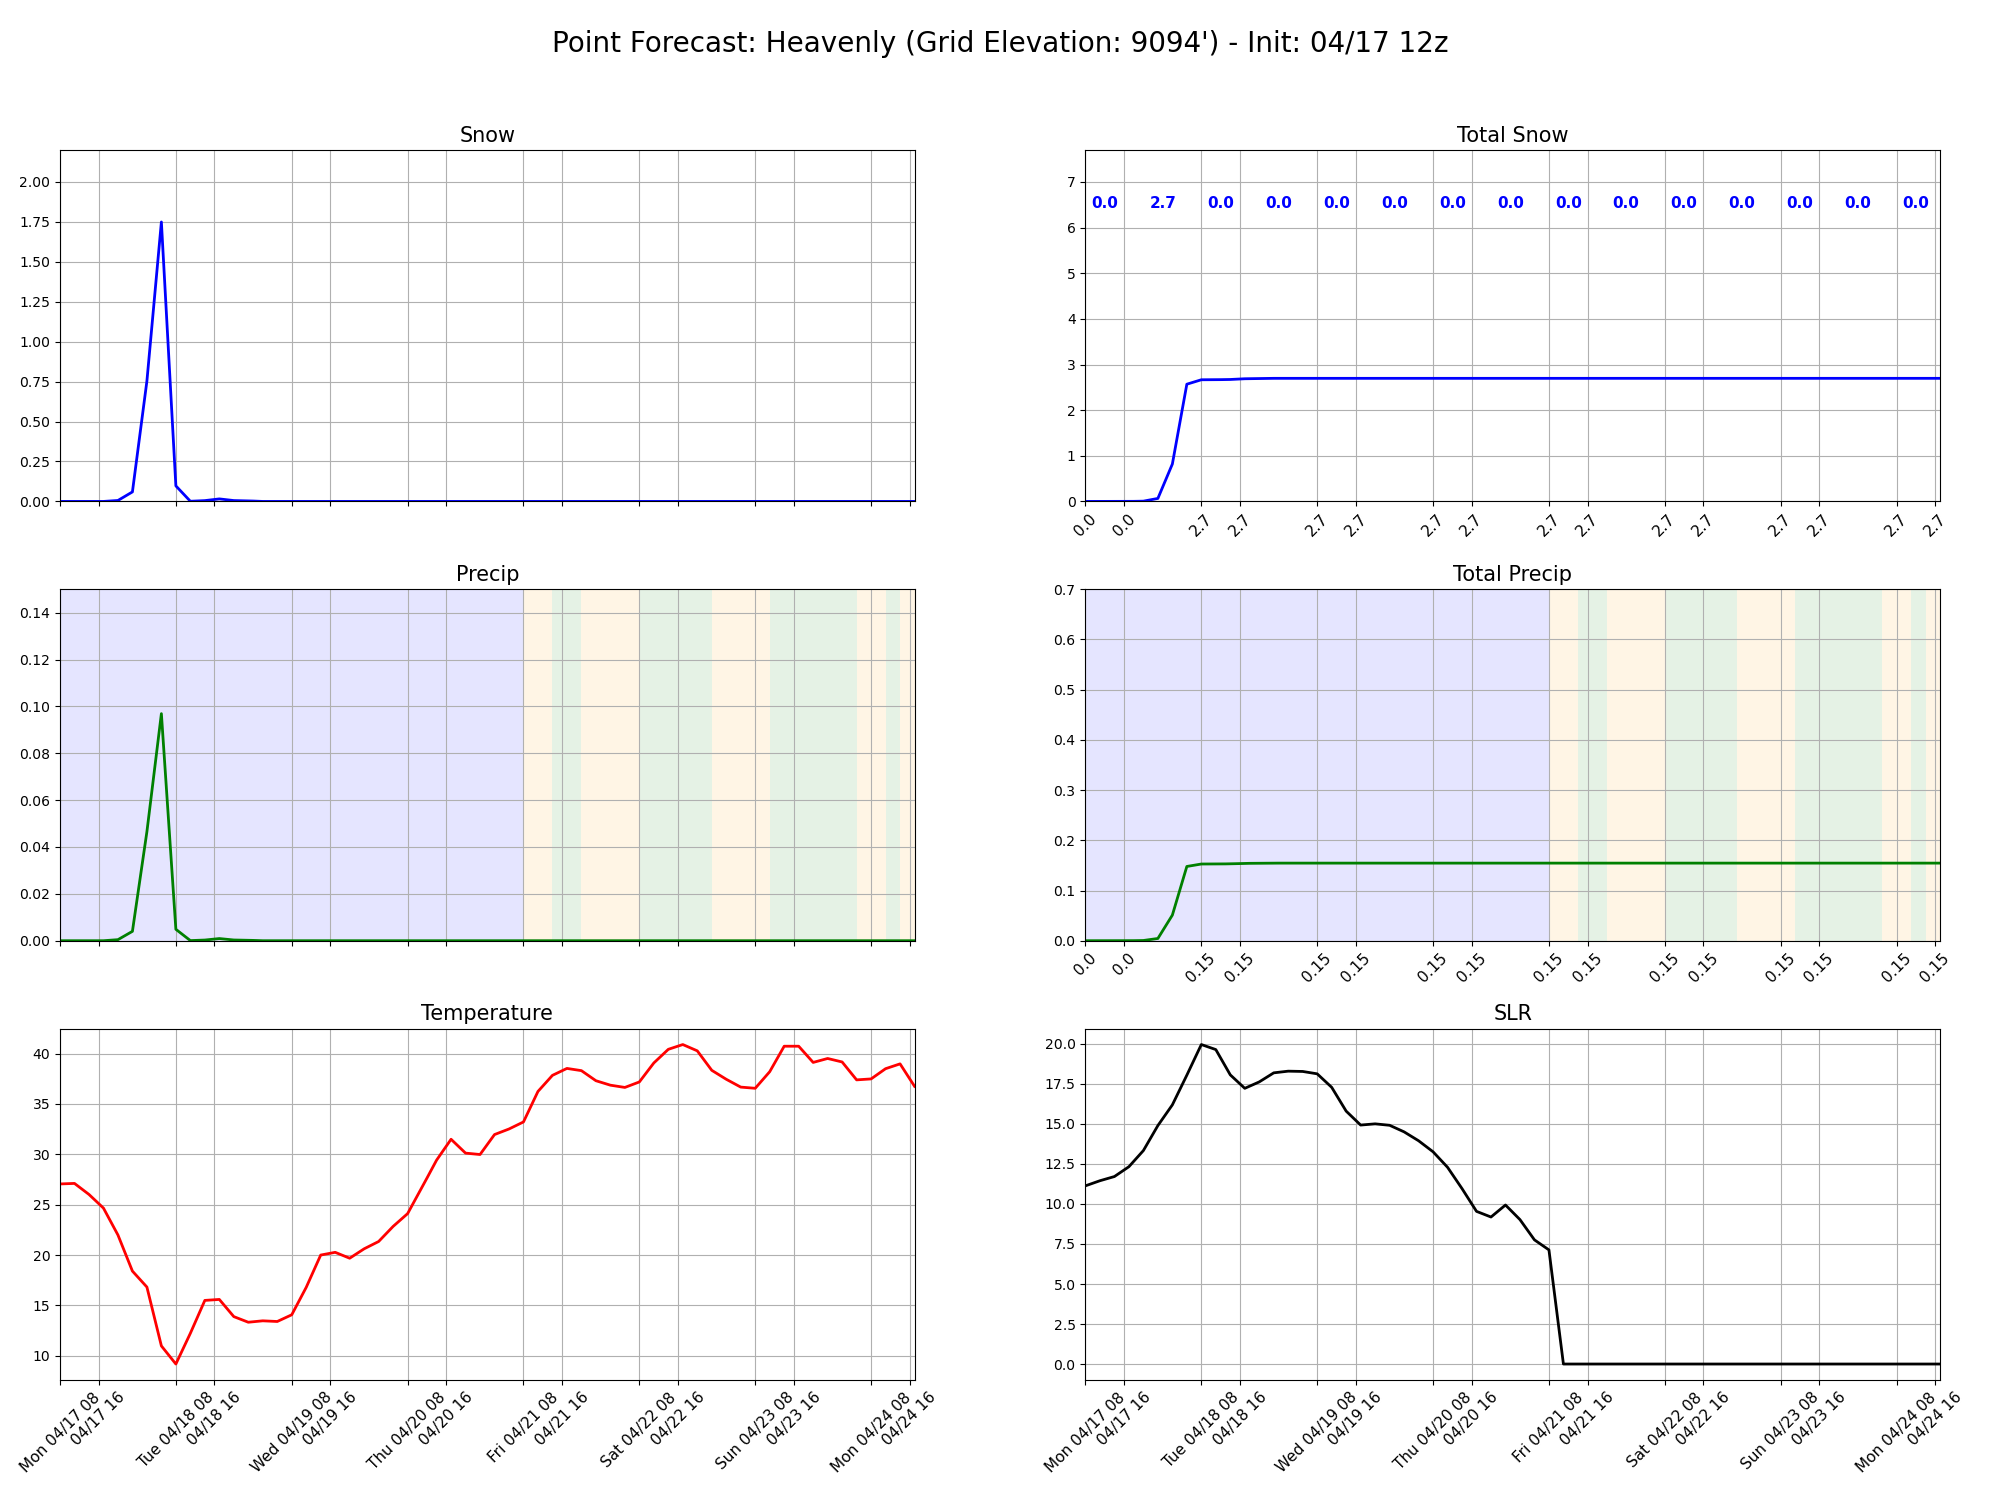 Point Forecast: Heavenly (Grid Elevation: 9094') - Init: 04/17 12z
Snow
2.00
1.75
1.50
1.25
1.00
0.75
0.50
0.25
0.00
Total Snow
7
6
5
4
3
2
1
0
0.0 2.7 0.0 0.0 0.0 0.0 0.0 0.0 0.0 0.0 0.0 0.0 0.0 0.0 0.0
0.0 0.0 2.7 2.7 2.7 2.7 2.7 2.7 2.7 2.7 2.7 2.7 2.7 2.7 2.7 2.7
Precip
0.14
0.12
0.10
0.08
0.06
0.04
0.02
0.00
Total Precip
0.7
0.6
0.5
0.4
0.3
0.2
0.1
0.0
0.0 0.0 0.15 0.15 0.15 0.15 0.15 0.15 0.15 0.15 0.15 0.15 0.15 0.15 0.15 0.15
Temperature
40
35
30
25
20
15
10
Mon 04/17 08
04/17 16
Tue 04/18 08
04/18 16
Wed 04/19 08
04/19 16
Thu 04/20 08
04/20 16
Fri 04/21 08
04/21 16
Sat 04/22 08
04/22 16
Sun 04/23 08
04/23 16
Mon 04/24 08
04/24 16
SLR
20.0
17.5
15.0
12.5
10.0
7.5
5.0
2.5
0.0
Mon 04/17 08
04/17 16
Tue 04/18 08
04/18 16
Wed 04/19 08
04/19 16
Thu 04/20 08
04/20 16
Fri 04/21 08
04/21 16
Sat 04/22 08
04/22 16
Sun 04/23 08
04/23 16
Mon 04/24 08
04/24 16